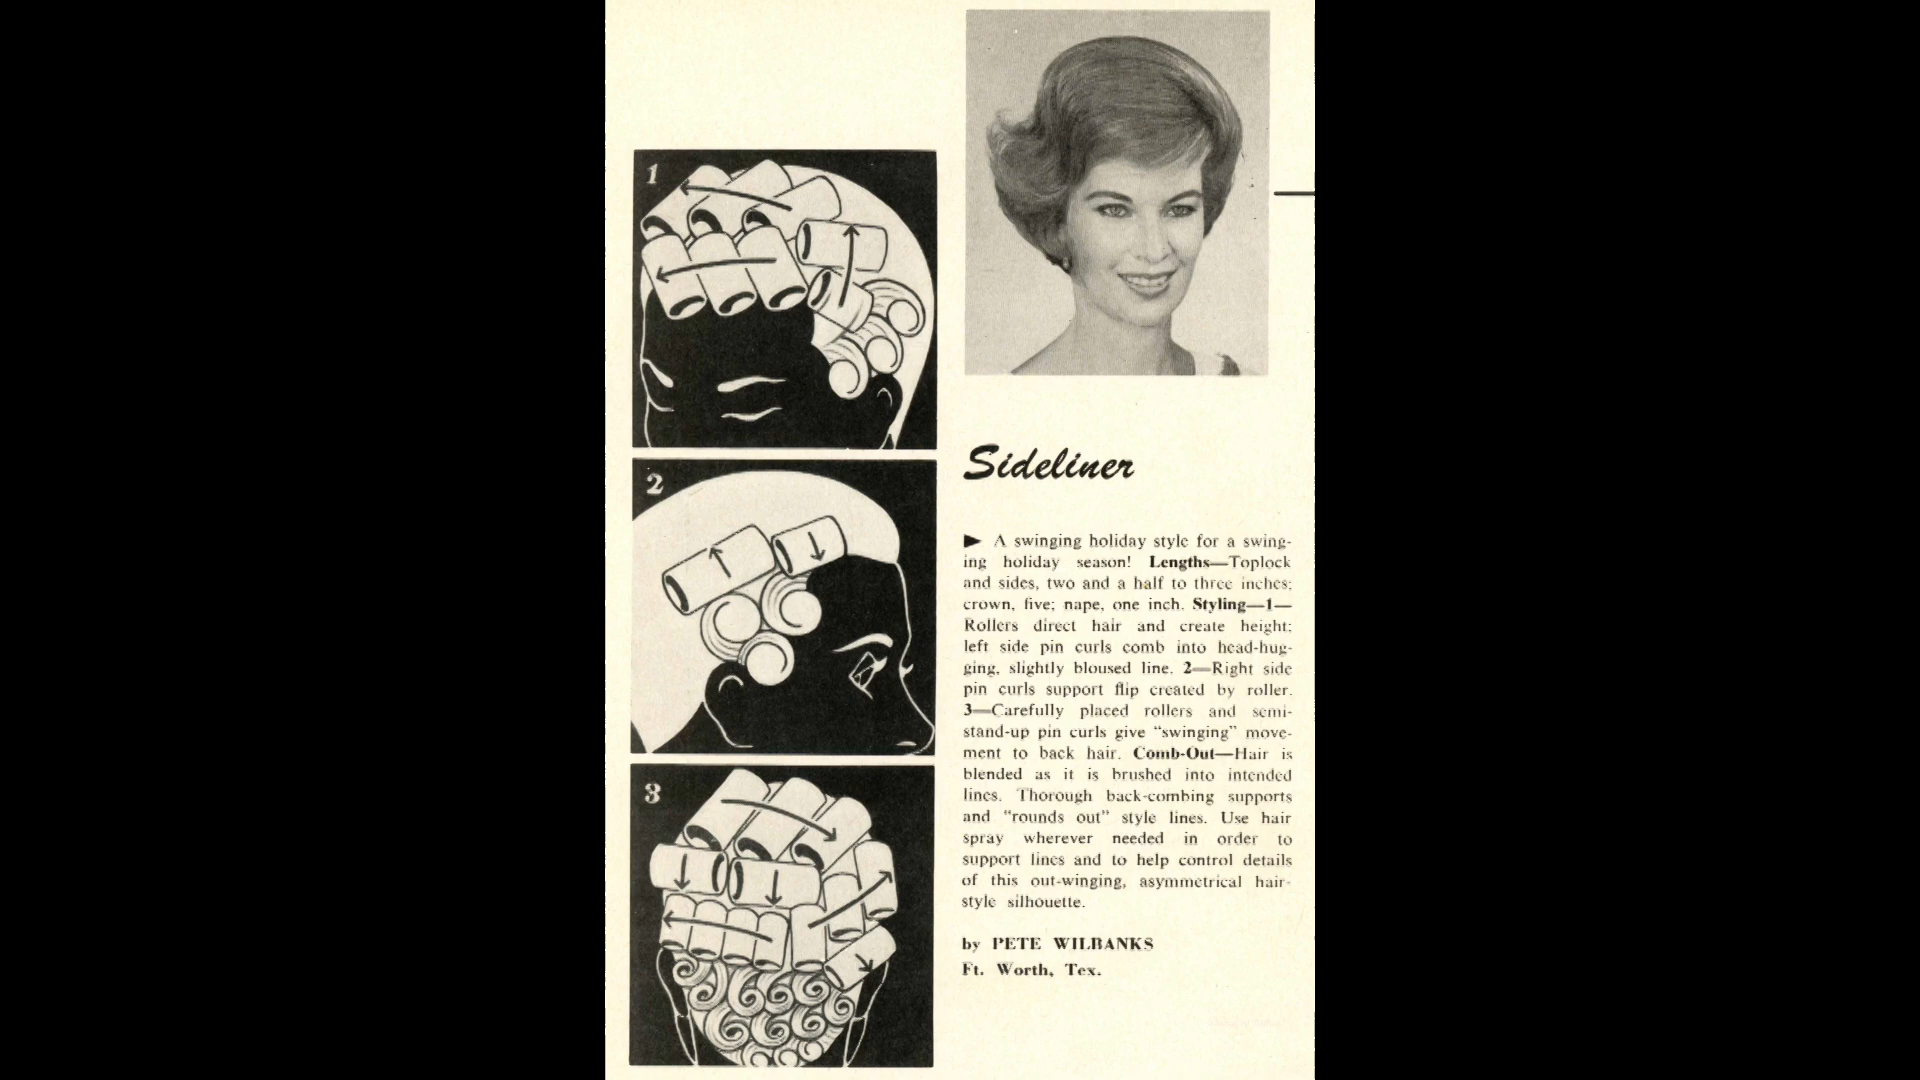 1
2
3
Sideliner
► A swinging holiday style for a swing-
ing holiday season! Lengths—Toplock
and sides, two and a half to three inches;
crown, five; nape, one inch. Styling—1—
Rollers direct hair and create height;
left side pin curls comb into head-hug-
ging, slightly bloused line. 2—Right side
pin curls support flip created by roller.
3—Carefully placed rollers and semi-
stand-up pin curls give "swinging" move-
ment to back hair. Comb-Out—Hair is
blended as it is brushed into intended
lines. Thorough back-combing supports
and "rounds out" style lines. Use hair
spray wherever needed in order to
support lines and to help control details
of this out-winging, asymmetrical hair-
style silhouette.
by PETE WILBANKS
Ft. Worth, Tex.